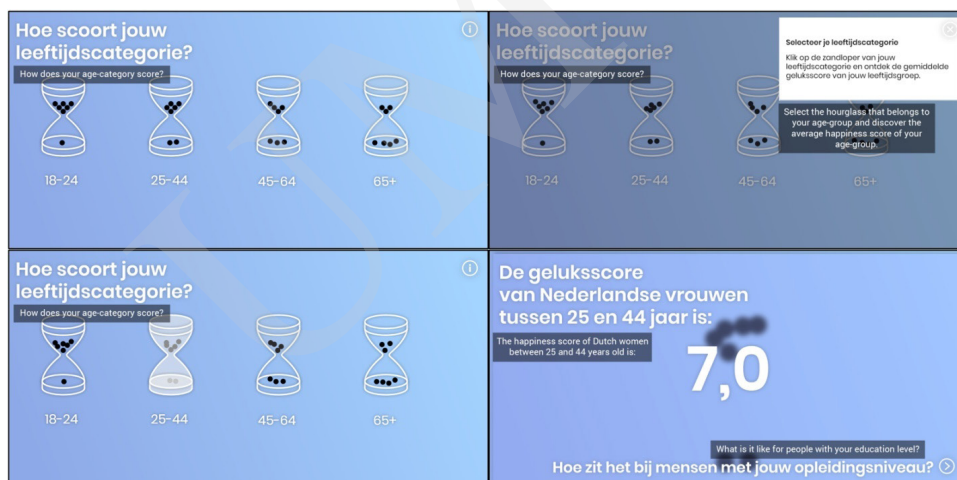 Hoe scoort jouw
leeftijdscategorie?
How does your age-category score?
18-24
25-44
45-64
65+
Hoe scoort jouw
leeftijdscategorie?
How does your age-category score?
Selecteer je leeftijdscategorie
Klik op de zandloper van jouw
leeftijdscategorie en ontdek de gemiddelde
geluksscore van jouw leeftijdsgroep.
Select the hourglass that belongs to
your age-group and discover the
average happiness score of your
age-group.
18-24
25-44
45-64
65+
Hoe scoort jouw
leeftijdscategorie?
How does your age-category score?
18-24
25-44
45-64
65+
De geluksscore
van Nederlandse vrouwen
tussen 25 en 44 jaar is:
The happiness score of Dutch women
between 25 and 44 years old is:
7,0
What is it like for people with your education level?
Hoe zit het bij mensen met jouw opleidingsniveau?